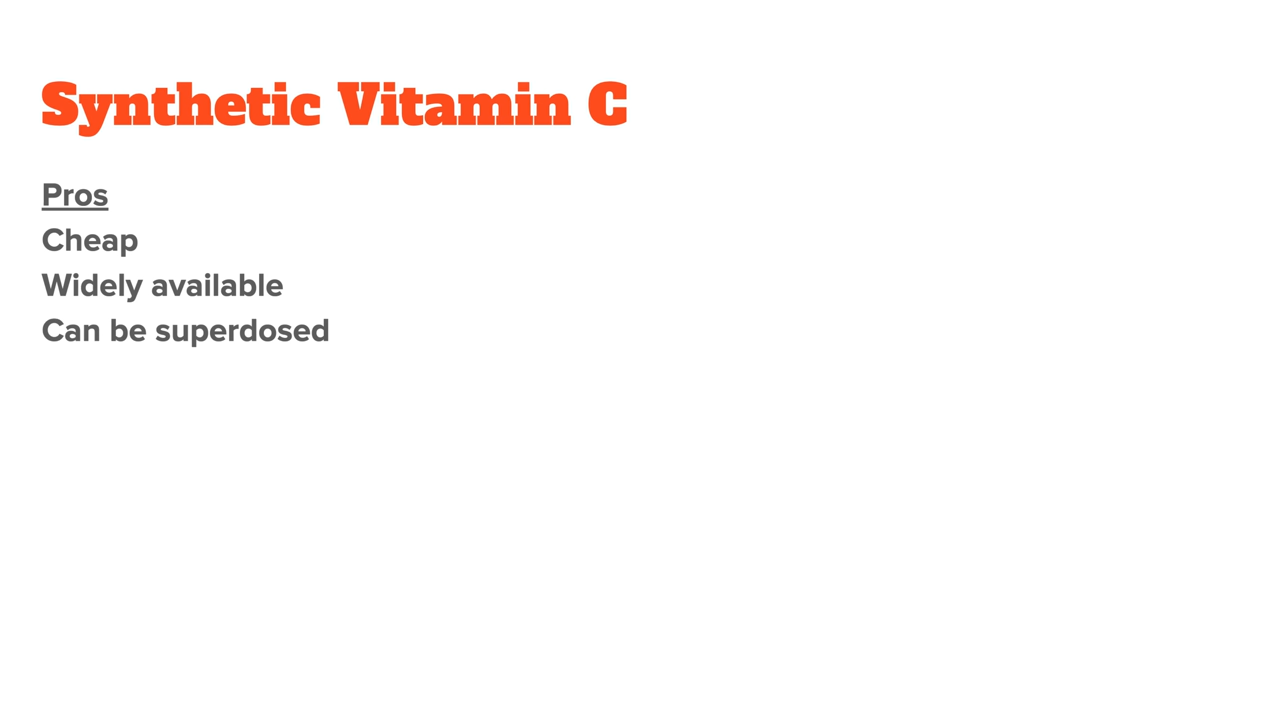 Synthetic Vitamin C
Pros
Cheap
Widely available
Can be superdosed